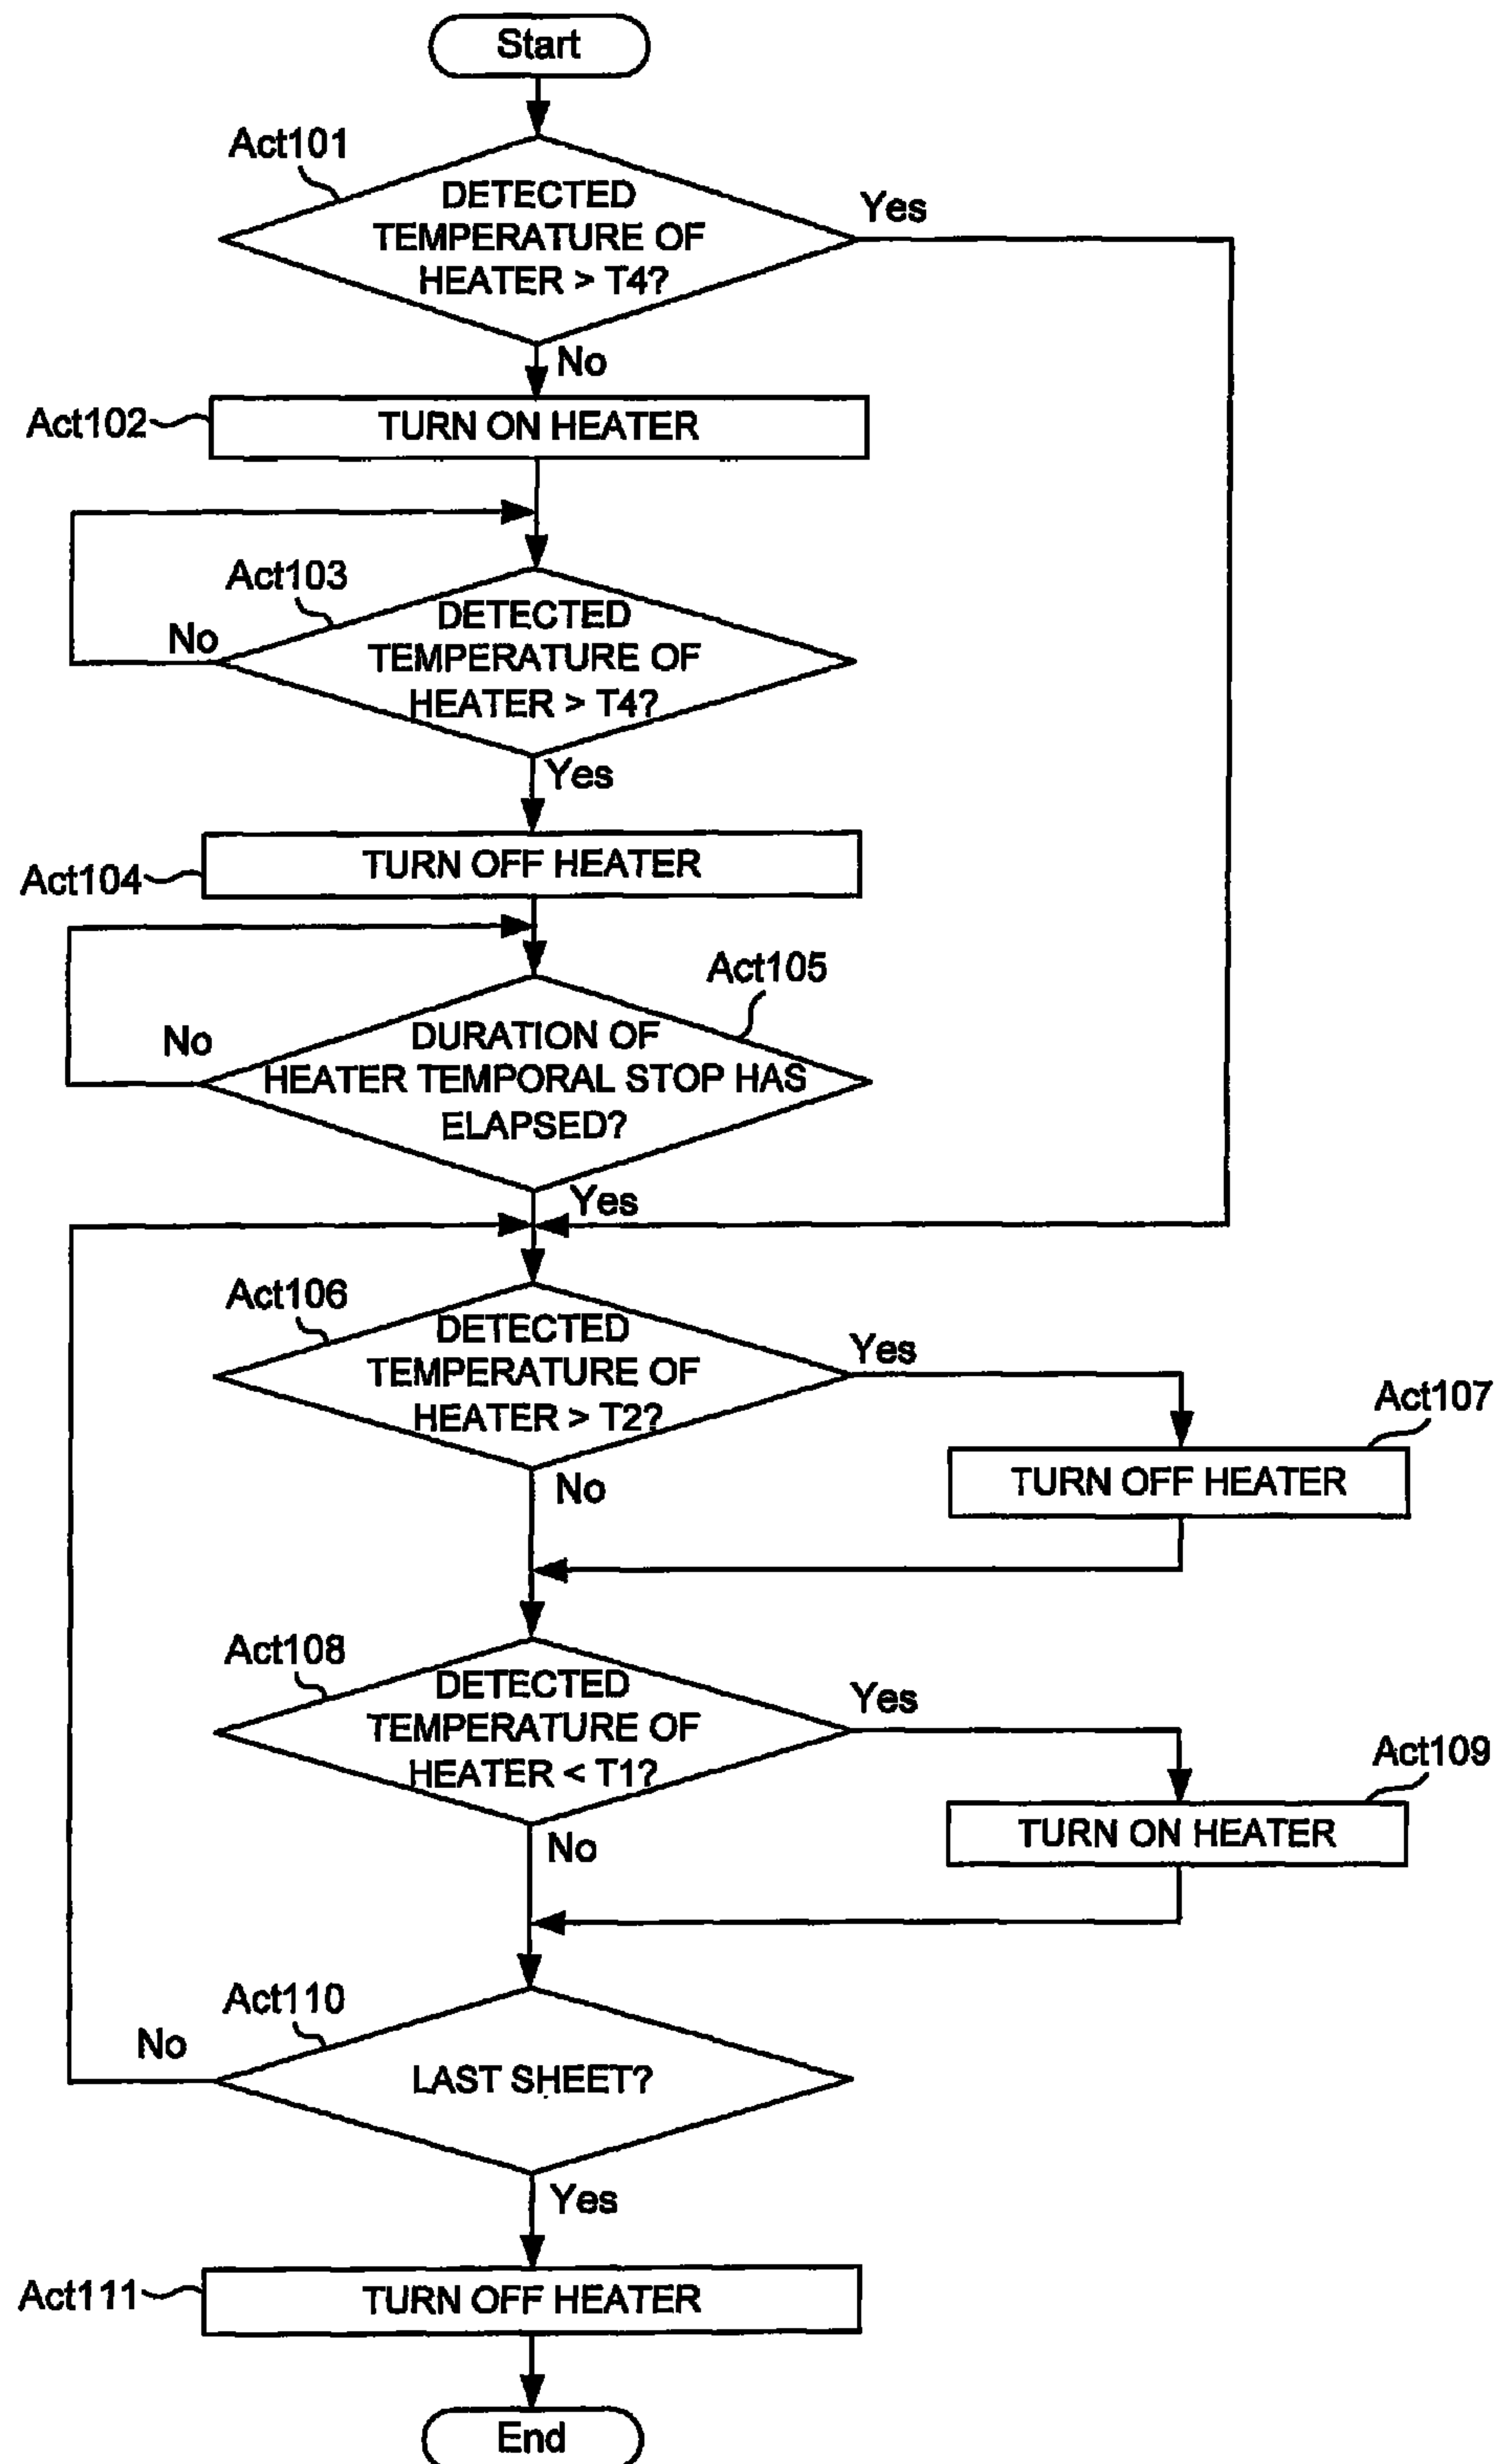 Start
Act101
DETECTED
TEMPERATURE OF
HEATER > T4?
Yes
No
Act102
TURN ON HEATER
Act103
DETECTED
TEMPERATURE OF
HEATER > T4?
No
Yes
Act104
TURN OFF HEATER
Act105
DURATION OF
HEATER TEMPORAL STOP HAS
ELAPSED?
No
Yes
Act106
DETECTED
TEMPERATURE OF
HEATER > T2?
Yes
Act107
TURN OFF HEATER
No
Act108
DETECTED
TEMPERATURE OF
HEATER < T1?
Yes
Act109
TURN ON HEATER
No
Act110
LAST SHEET?
No
Yes
Act111
TURN OFF HEATER
End